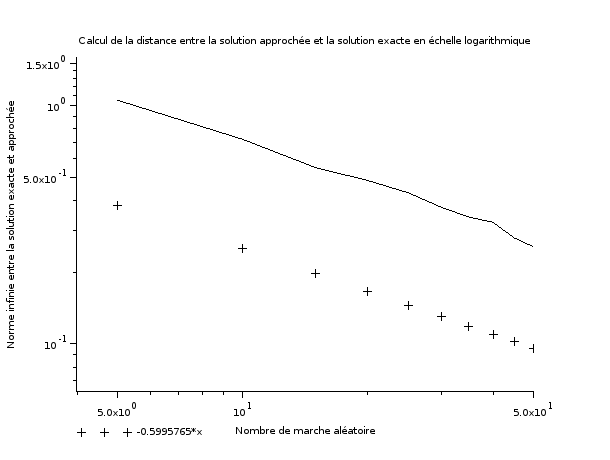 Calcul de la distance entre la solution approchée et la solution exacte en échelle logarithmique
Norme infinie entre la solution exacte et approchée
1.5x10^0
10^0
5.0x10^-1
10^-1
5.0x10^0
10^1
5.0x10^1
Nombre de marche aléatoire
-0.5995765*x